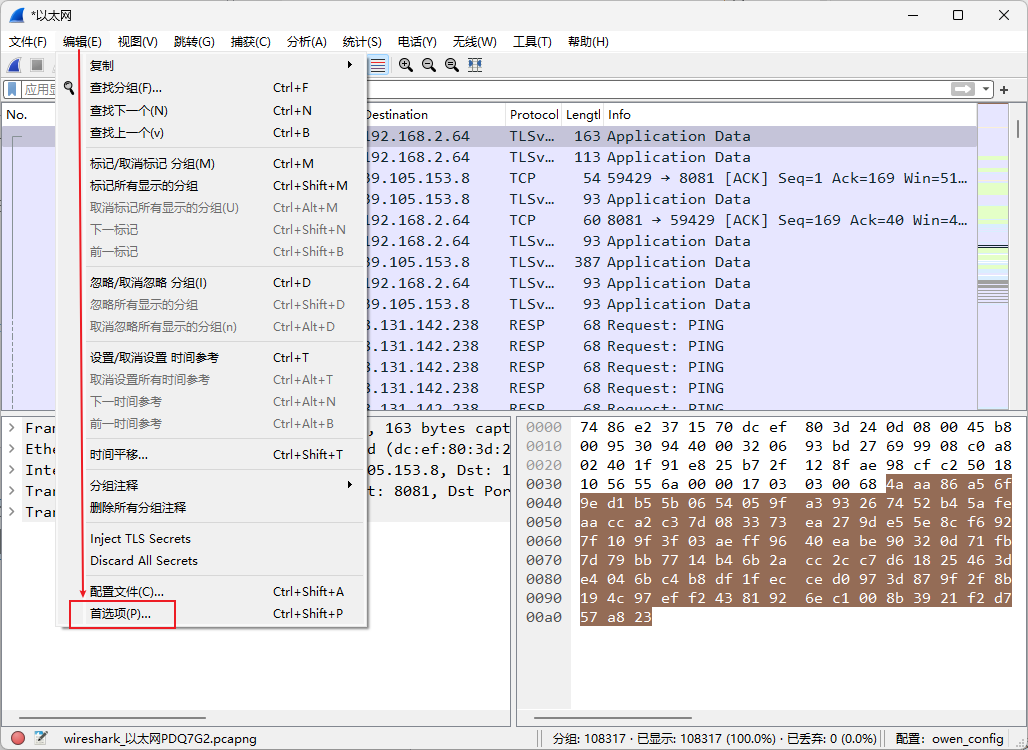 *以太网
文件(F) 编辑(E) 视图(V) 跳转(G) 捕获(C) 分析(A) 统计(S) 电话(Y) 无线(W) 工具(T) 帮助(H)
应用显
复制
查找分组(F)... Ctrl+F
查找下一个(N) Ctrl+N
查找上一个(v) Ctrl+B
标记/取消标记 分组(M) Ctrl+M
标记所有显示的分组 Ctrl+Shift+M
取消标记所有显示的分组(U) Ctrl+Alt+M
下一标记 Ctrl+Shift+N
前一标记 Ctrl+Shift+B
忽略/取消忽略 分组(I) Ctrl+D
忽略所有显示的分组 Ctrl+Shift+D
取消忽略所有显示的分组(n) Ctrl+Alt+D
设置/取消设置 时间参考 Ctrl+T
取消设置所有时间参考 Ctrl+Alt+T
下一时间参考 Ctrl+Alt+N
前一时间参考 Ctrl+Alt+B
时间平移... Ctrl+Shift+T
分组注释
删除所有分组注释
Inject TLS Secrets
Discard All Secrets
配置文件(C)... Ctrl+Shift+A
首选项(P)... Ctrl+Shift+P
No. Destination Protocol Lengtl Info
192.168.2.64 TLSv… 163 Application Data
192.168.2.64 TLSv… 113 Application Data
39.105.153.8 TCP 54 59429 → 8081 [ACK] Seq=1 Ack=169 Win=51…
39.105.153.8 TLSv… 93 Application Data
192.168.2.64 TCP 60 8081 → 59429 [ACK] Seq=169 Ack=40 Win=4…
192.168.2.64 TLSv… 93 Application Data
39.105.153.8 TLSv… 387 Application Data
192.168.2.64 TLSv… 93 Application Data
39.105.153.8 TLSv… 93 Application Data
3.131.142.238 RESP 68 Request: PING
3.131.142.238 RESP 68 Request: PING
3.131.142.238 RESP 68 Request: PING
3.131.142.238 RESP 68 Request: PING
3.131.142.238 RESP 68 Request: PING
Fram , 163 bytes capt
Ethe d (dc:ef:80:3d:2
Inte 05.153.8, Dst: 1
Tran t: 8081, Dst Por
Tran
0000 74 86 e2 37 15 70 dc ef 80 3d 24 0d 08 00 45 b8
0010 00 95 30 94 40 00 32 06 93 bd 27 69 99 08 c0 a8
0020 02 40 1f 91 e8 25 b7 2f 12 8f ae 98 cf c2 50 18
0030 10 56 55 6a 00 00 17 03 03 00 68 4a aa 86 a5 6f
0040 9e d1 b5 5b 06 54 05 9f a3 93 26 74 52 b4 5a fe
0050 aa cc a2 c3 7d 08 33 73 ea 27 9d e5 5e 8c f6 92
0060 7f 10 9f 3f 03 ae ff 96 40 ea be 90 32 0d 71 fb
0070 7d 79 bb 77 14 b4 6b 2a cc 2c c7 d6 18 25 46 3d
0080 e4 04 6b c4 b8 df 1f ec ce d0 97 3d 87 9f 2f 8b
0090 19 4c 97 ef f2 43 81 92 6e c1 00 8b 39 21 f2 d7
00a0 57 a8 23
wireshark_以太网PDQ7G2.pcapng 分组: 108317 · 已显示: 108317 (100.0%) · 已丢弃: 0 (0.0%) 配置: owen_config